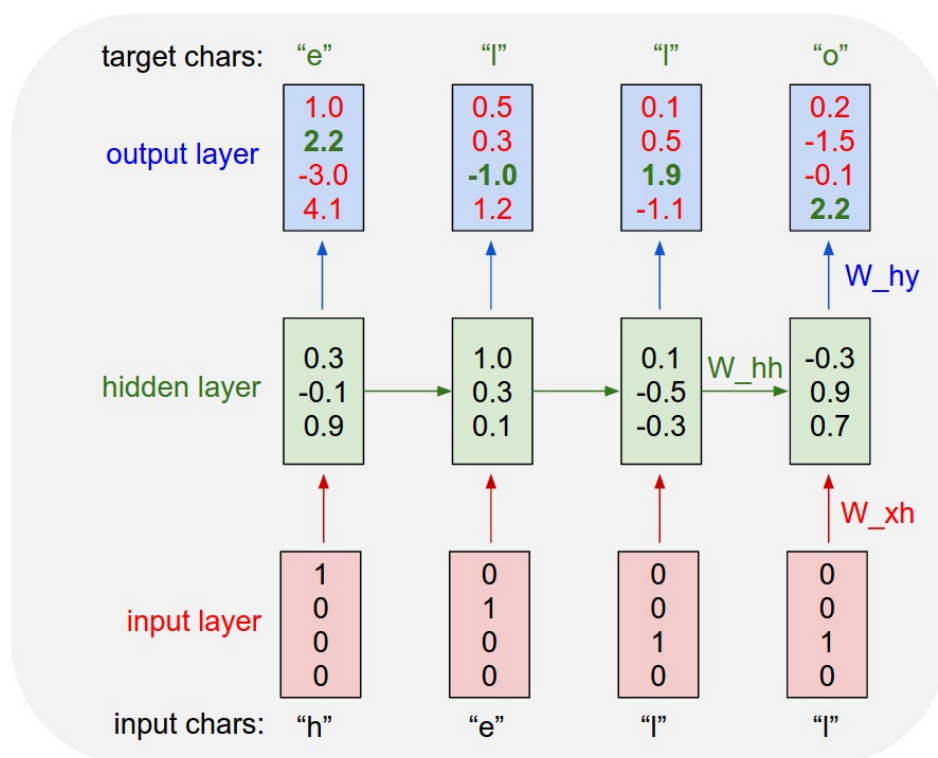 target chars: “e” “l” “l” “o”
output layer
1.0 0.5 0.1 0.2
2.2 0.3 0.5 -1.5
-3.0 -1.0 1.9 -0.1
4.1 1.2 -1.1 2.2
W_hy
hidden layer
0.3 1.0 0.1 -0.3
-0.1 0.3 -0.5 0.9
0.9 0.1 -0.3 0.7
W_hh
W_xh
input layer
1 0 0 0
0 1 0 0
0 0 1 1
0 0 0 0
input chars: “h” “e” “l” “l”